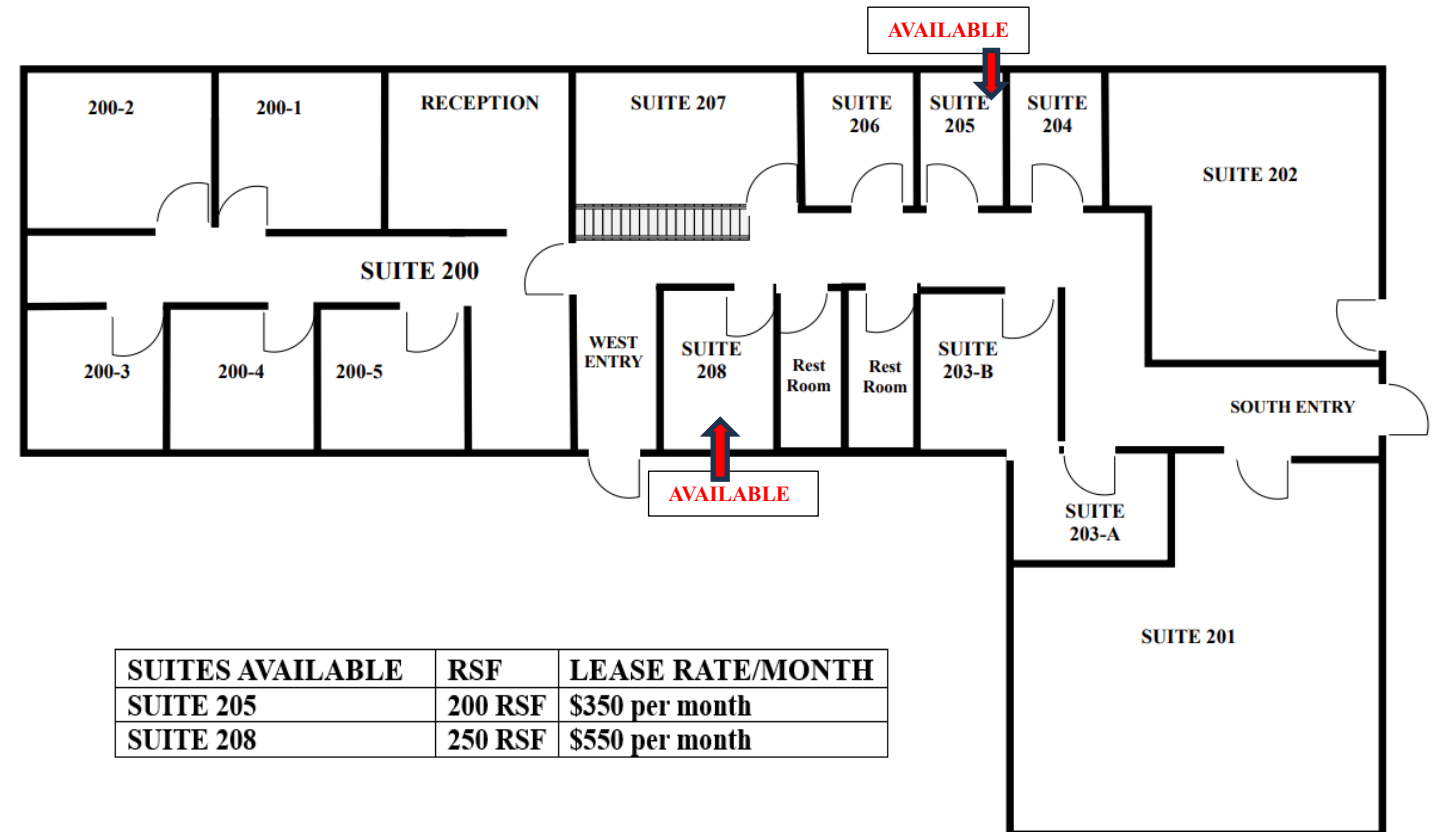 AVAILABLE
200-2
200-1
RECEPTION
SUITE 207
SUITE
206
SUITE
205
SUITE
204
SUITE 202
SUITE 200
200-3
200-4
200-5
WEST
ENTRY
SUITE
208
Rest
Room
Rest
Room
SUITE
203-B
SOUTH ENTRY
AVAILABLE
SUITE
203-A
SUITE 201
SUITES AVAILABLE RSF LEASE RATE/MONTH
SUITE 205 200 RSF $350 per month
SUITE 208 250 RSF $550 per month